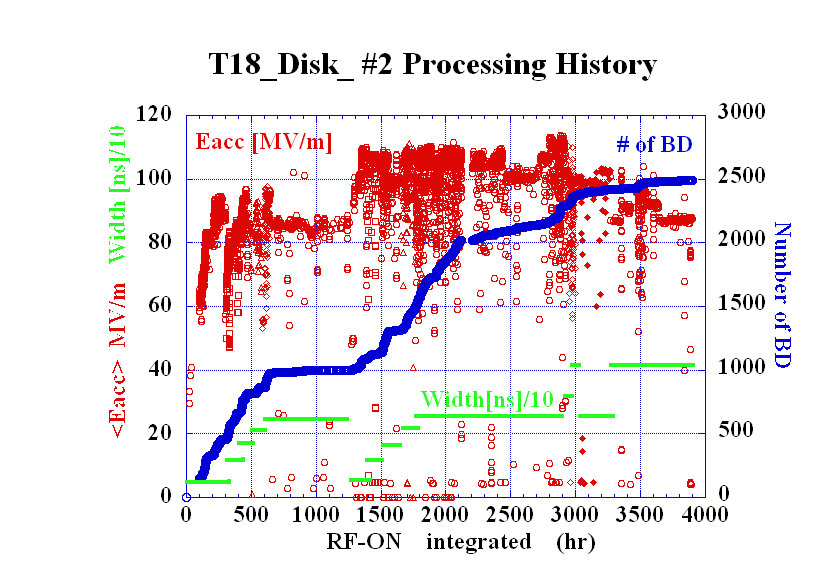 T18_Disk_ #2 Processing History
120
100
80
60
40
20
0
3000
2500
2000
1500
1000
500
0
Eacc [MV/m]
# of BD
Width[ns]/10
<Eacc> MV/m Width [ns]/10
Number of BD
0 500 1000 1500 2000 2500 3000 3500 4000
RF-ON integrated (hr)